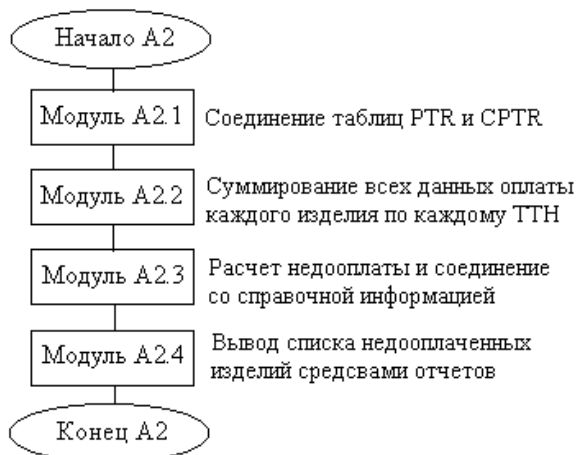 Начало А2
Модуль А2.1
Соединение таблиц PTR и CPTR
Модуль А2.2
Суммирование всех данных оплаты
каждого изделия по каждому ТТН
Модуль А2.3
Расчет недооплаты и соединение
со справочной информацией
Модуль А2.4
Вывод списка недооплаченных
изделий средсвами отчетов
Конец А2